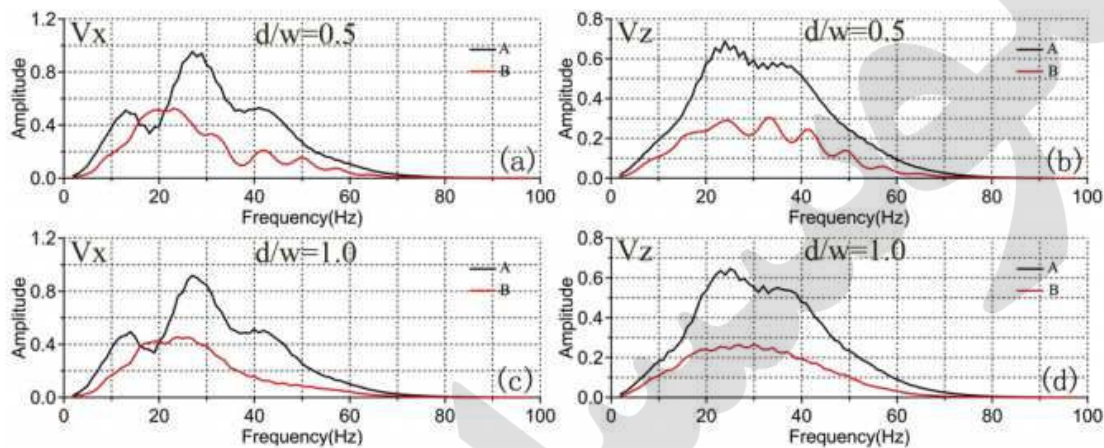 Vx d/w=0.5
A
B
Amplitude
1.2
0.8
0.4
0.0
(a)
0 20 40 60 80 100
Frequency(Hz)
Vz d/w=0.5
A
B
Amplitude
0.8
0.6
0.4
0.2
0.0
(b)
0 20 40 60 80 100
Frequency(Hz)
Vx d/w=1.0
A
B
Amplitude
1.2
0.8
0.4
0.0
(c)
0 20 40 60 80 100
Frequency(Hz)
Vz d/w=1.0
A
B
Amplitude
0.8
0.6
0.4
0.2
0.0
(d)
0 20 40 60 80 100
Frequency(Hz)